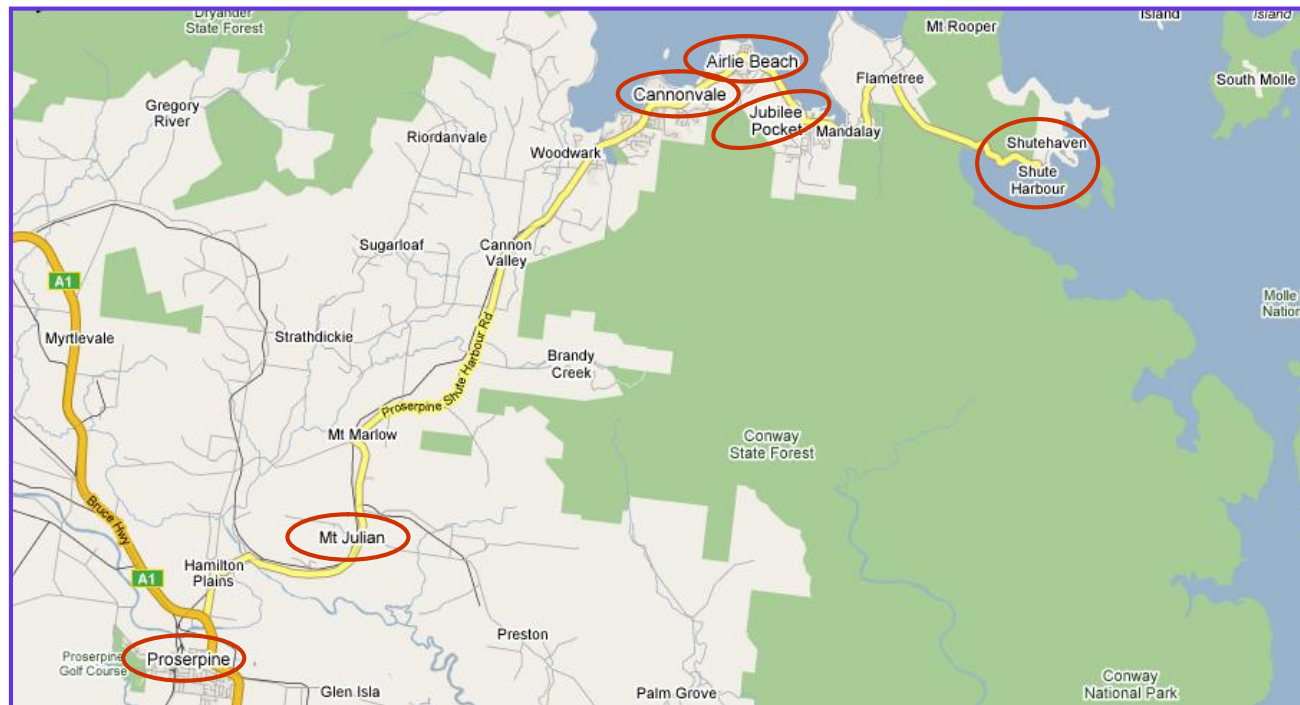 Dryander
State Forest
Island
Island
Mt Rooper
Airlie Beach
South Molle
Flametree
Cannonvale
Gregory
River
Jubilee
Pocket
Mandalay
Riordanvale
Shutehaven
Woodwark
Shute
Harbour
Sugarloaf
Cannon
Valley
A1
Molle
Nation
Myrtlevale
Strathdickie
Brandy
Creek
Proserpine Shute Harbour Rd
Mt Marlow
Conway
State Forest
Bruce Hwy
Mt Julian
Hamilton
Plains
A1
Preston
Proserpine
Golf Course
Proserpine
Glen Isla
Palm Grove
Conway
National Park